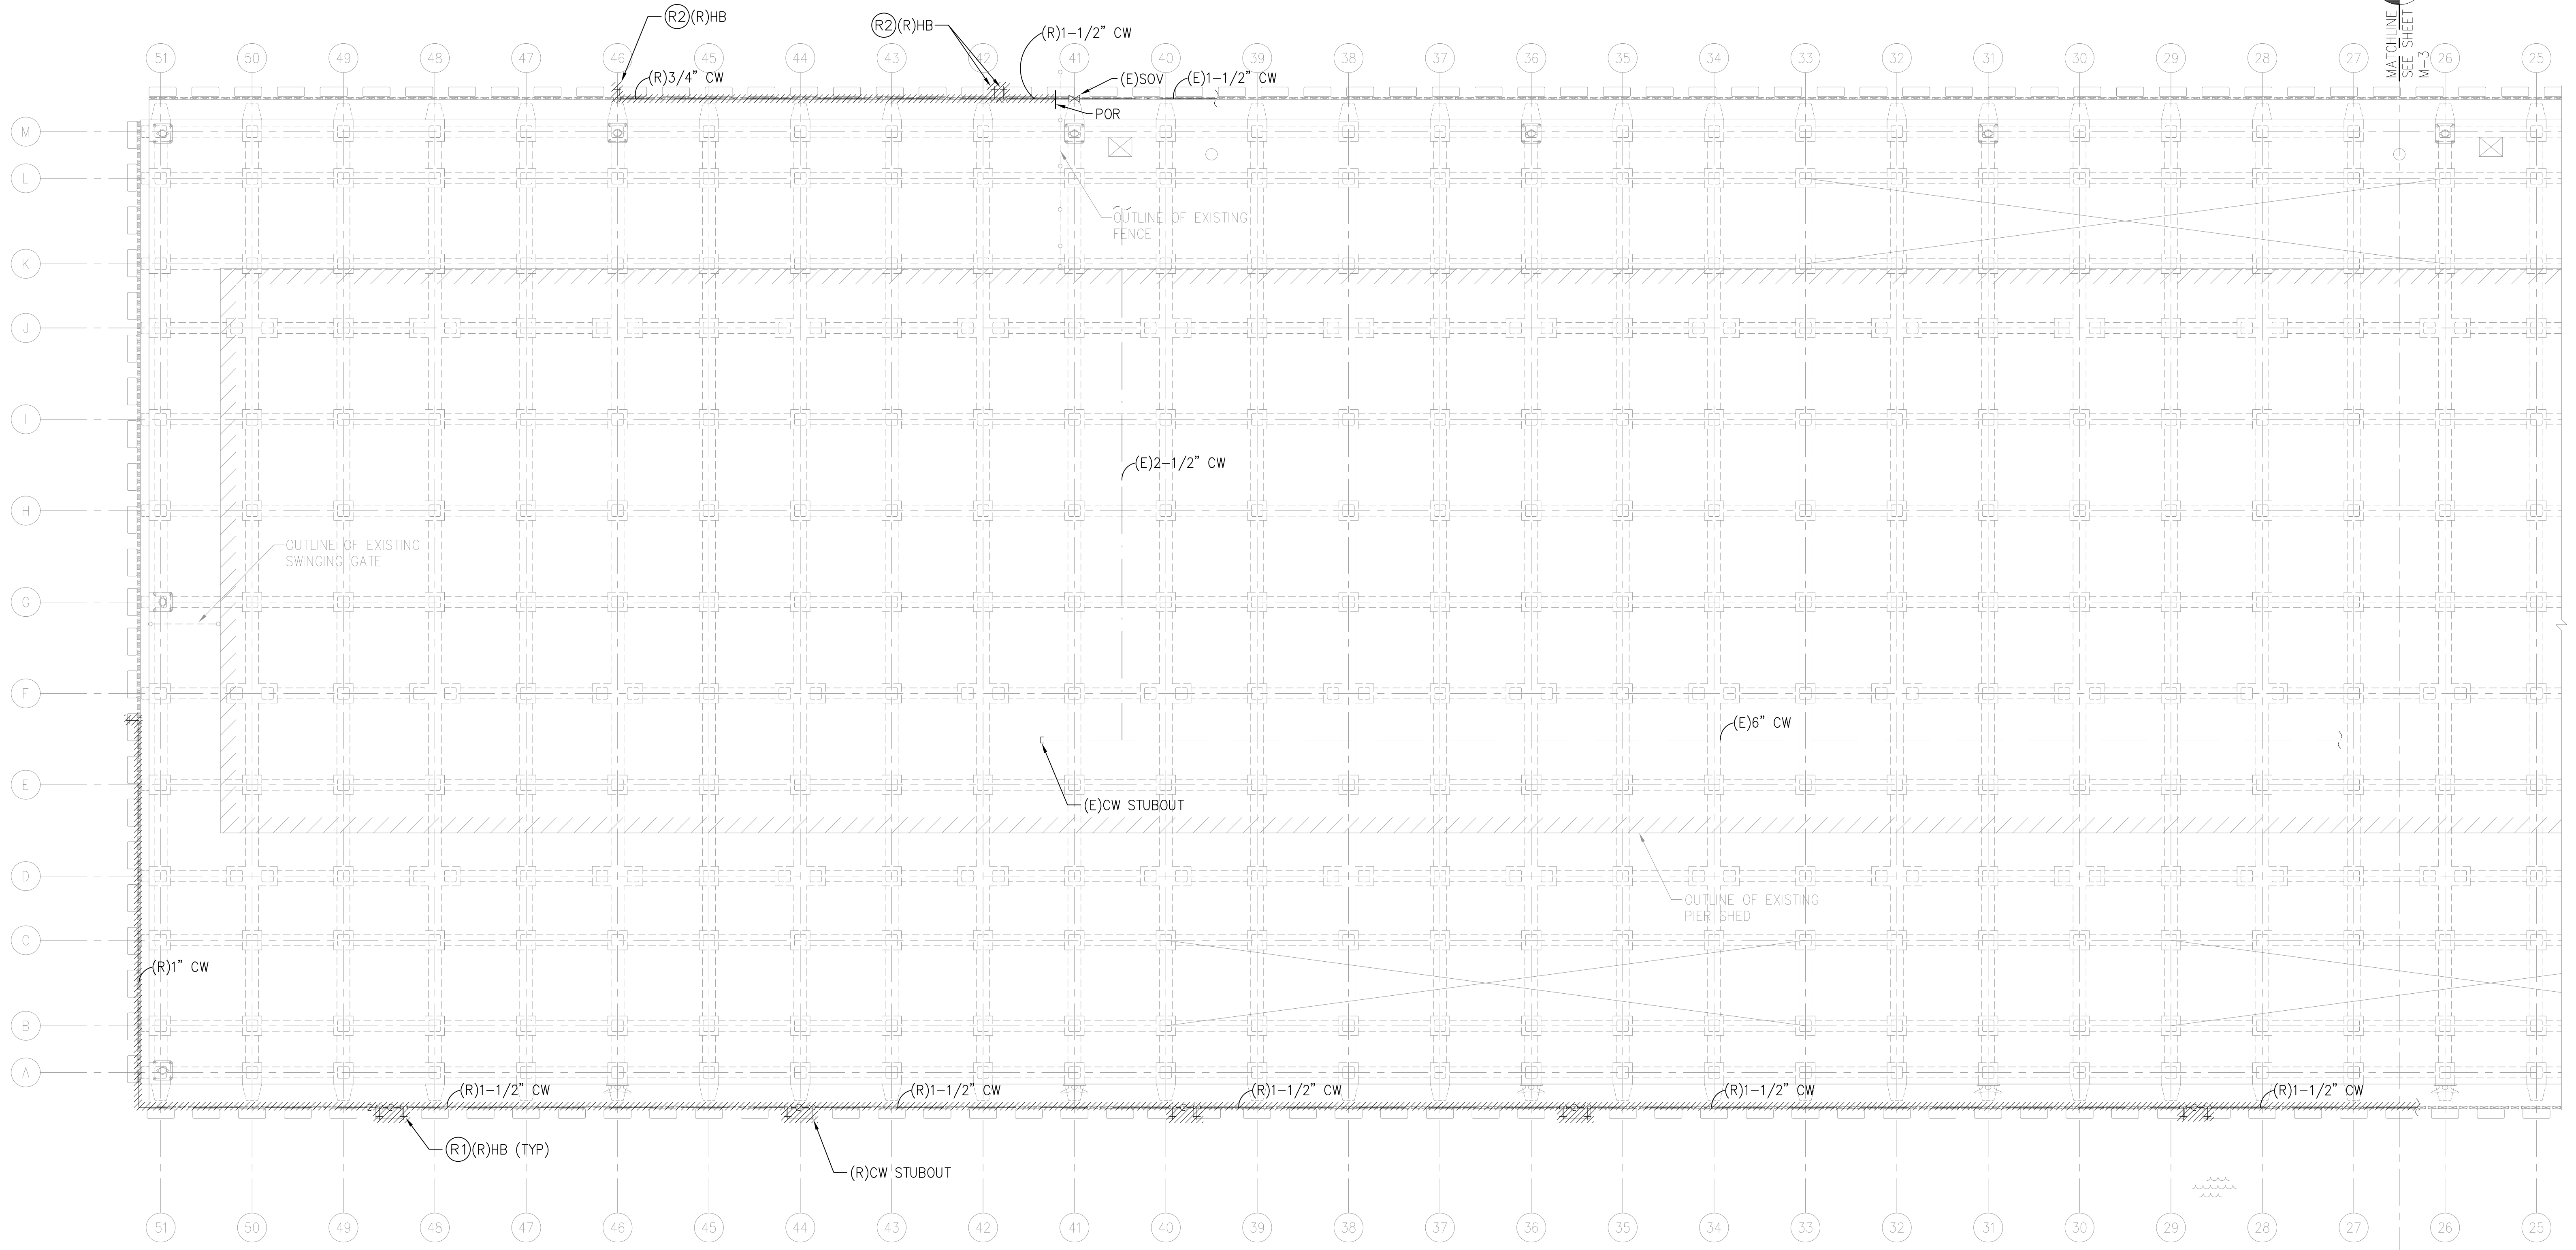 (R2)(R)HB
(R2)(R)HB
(R)1-1/2" CW
MATCHLINE
SEE SHEET
M-3
51 50 49 48 47 46 45 44 43 42 41 40 39 38 37 36 35 34 33 32 31 30 29 28 27 26 25
(R)3/4" CW
(E)SOV
(E)1-1/2" CW
POR
M
L
OUTLINE OF EXISTING
FENCE
K
J
I
(E)2-1/2" CW
H
OUTLINE OF EXISTING
SWINGING GATE
G
F
(E)6" CW
E
(E)CW STUBOUT
D
OUTLINE OF EXISTING
PIER SHED
C
(R)1" CW
B
A
(R)1-1/2" CW
(R)1-1/2" CW
(R)1-1/2" CW
(R)1-1/2" CW
(R)1-1/2" CW
(R1)(R)HB (TYP)
(R)CW STUBOUT
51 50 49 48 47 46 45 44 43 42 41 40 39 38 37 36 35 34 33 32 31 30 29 28 27 26 25